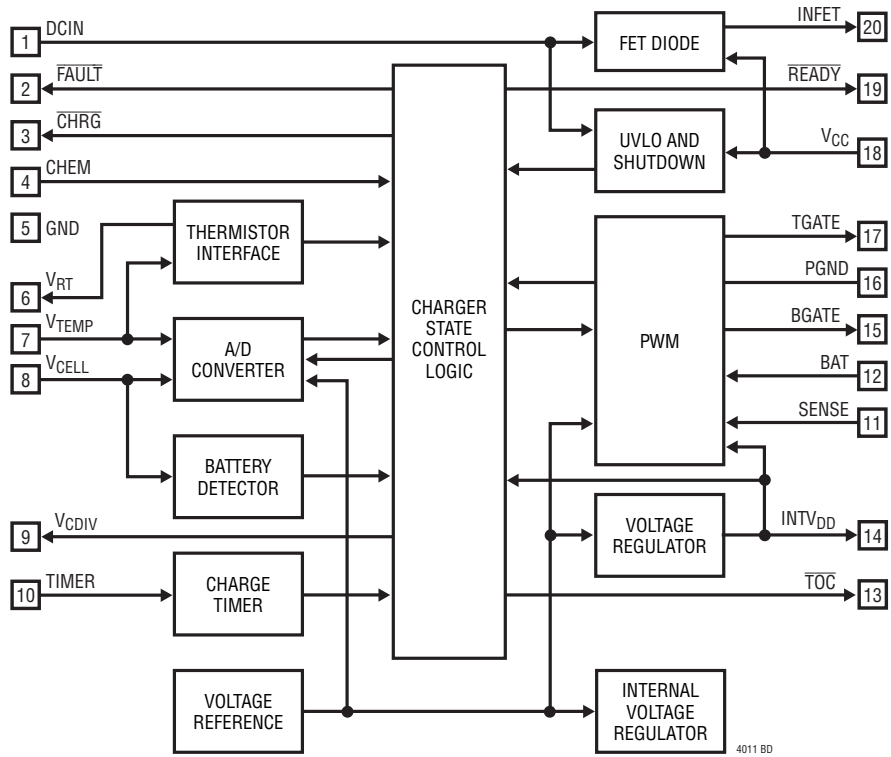 1 DCIN
FET DIODE
INFET 20
2 FAULT
READY 19
3 CHRG
UVLO AND
SHUTDOWN
VCC 18
4 CHEM
5 GND
THERMISTOR
INTERFACE
TGATE 17
6 VRT
PGND 16
7 VTEMP
A/D
CONVERTER
CHARGER
STATE
CONTROL
LOGIC
PWM
BGATE 15
8 VCELL
BAT 12
SENSE 11
BATTERY
DETECTOR
9 VCDIV
VOLTAGE
REGULATOR
INTVDD 14
10 TIMER
CHARGE
TIMER
TOC 13
VOLTAGE
REFERENCE
INTERNAL
VOLTAGE
REGULATOR
4011 BD